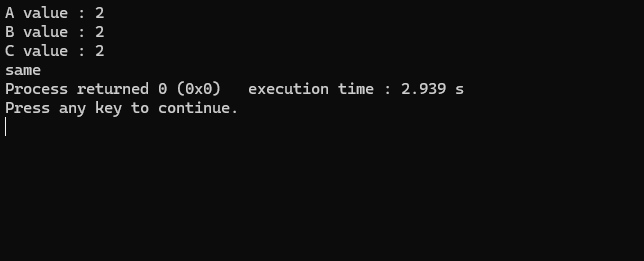 A value : 2
B value : 2
C value : 2
same
Process returned 0 (0x0)   execution time : 2.939 s
Press any key to continue.